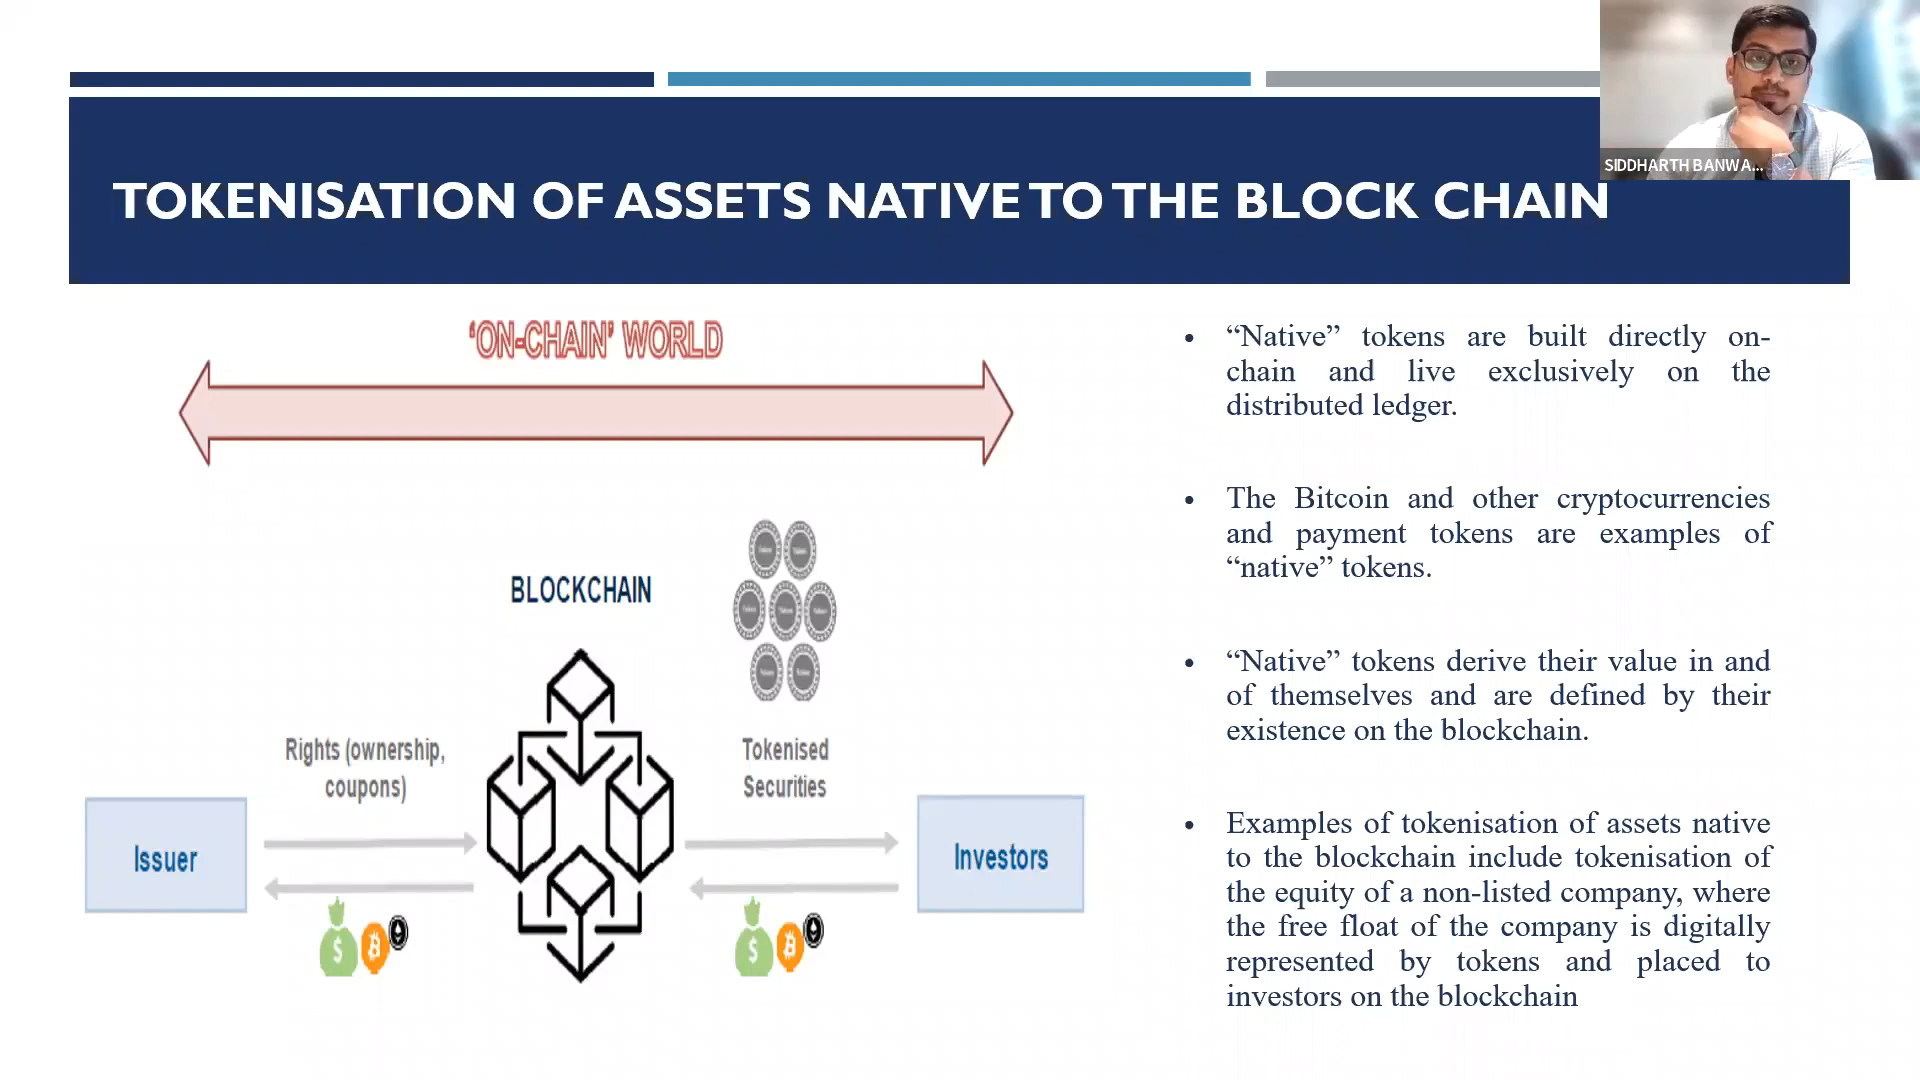 SIDDHARTH BANWA...
TOKENISATION OF ASSETS NATIVE TO THE BLOCK CHAIN
‘ON-CHAIN’ WORLD
BLOCKCHAIN
Rights (ownership,
coupons)
Tokenised
Securities
Issuer
Investors
• “Native” tokens are built directly on-
chain and live exclusively on the
distributed ledger.
• The Bitcoin and other cryptocurrencies
and payment tokens are examples of
“native” tokens.
• “Native” tokens derive their value in and
of themselves and are defined by their
existence on the blockchain.
• Examples of tokenisation of assets native
to the blockchain include tokenisation of
the equity of a non-listed company, where
the free float of the company is digitally
represented by tokens and placed to
investors on the blockchain